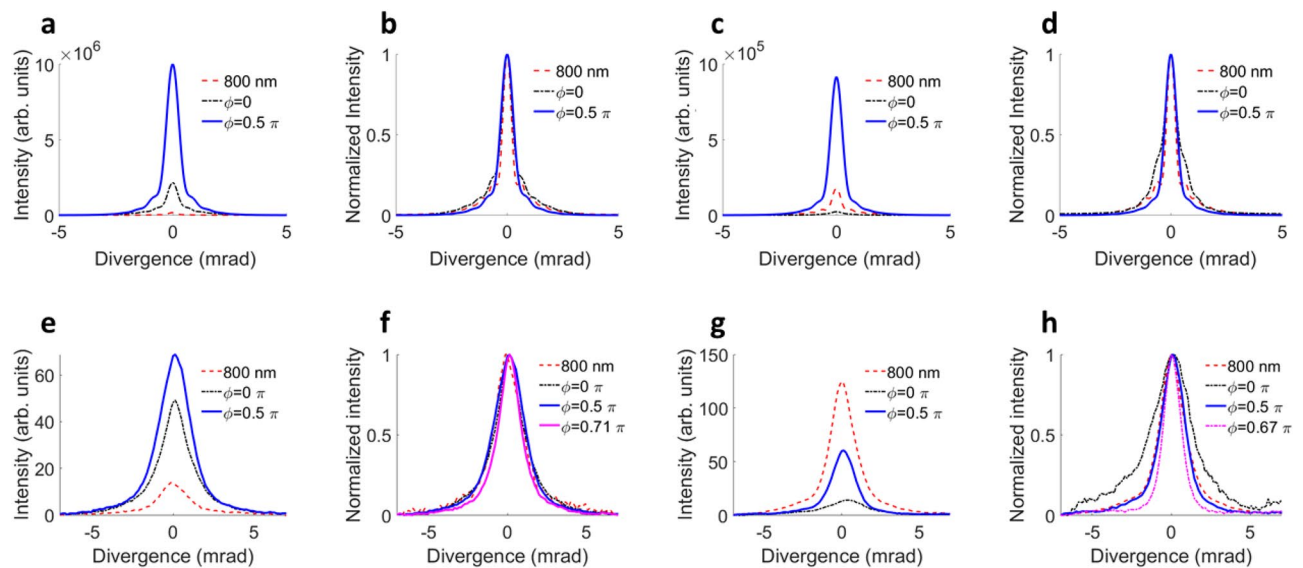 a
×10⁶
Intensity (arb. units)
10
5
0
-5 0 5
Divergence (mrad)
800 nm
ϕ=0
ϕ=0.5 π
b
Normalized Intensity
1
0.5
0
-5 0 5
Divergence (mrad)
800 nm
ϕ=0
ϕ=0.5 π
c
×10⁵
Intensity (arb. units)
10
5
0
-5 0 5
Divergence (mrad)
800 nm
ϕ=0
ϕ=0.5 π
d
Normalized Intensity
1
0.5
0
-5 0 5
Divergence (mrad)
800 nm
ϕ=0
ϕ=0.5 π
e
Intensity (arb. units)
60
40
20
0
-5 0 5
Divergence (mrad)
800 nm
ϕ=0 π
ϕ=0.5 π
f
Normalized intensity
1
0.5
0
-5 0 5
Divergence (mrad)
800 nm
ϕ=0 π
ϕ=0.5 π
ϕ=0.71 π
g
Intensity (arb. units)
150
100
50
0
-5 0 5
Divergence (mrad)
800 nm
ϕ=0 π
ϕ=0.5 π
h
Normalized intensity
1
0.5
0
-5 0 5
Divergence (mrad)
800 nm
ϕ=0 π
ϕ=0.5 π
ϕ=0.67 π